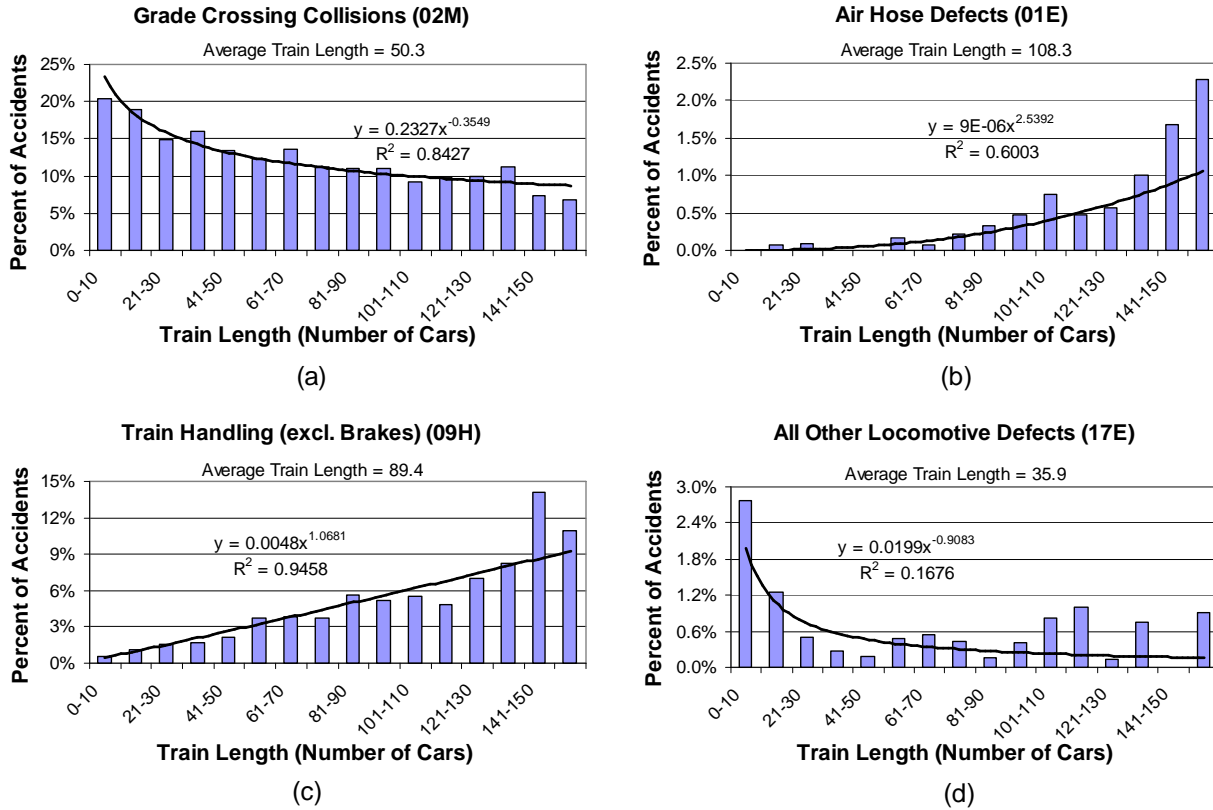 Grade Crossing Collisions (02M)
Average Train Length = 50.3
25%
20%
15%
10%
5%
0%
y = 0.2327x^-0.3549
R^2 = 0.8427
Percent of Accidents
0-10
21-30
41-50
61-70
81-90
101-110
121-130
141-150
Train Length (Number of Cars)
(a)
Air Hose Defects (01E)
Average Train Length = 108.3
2.5%
2.0%
1.5%
1.0%
0.5%
0.0%
y = 9E-06x^2.5392
R^2 = 0.6003
Percent of Accidents
0-10
21-30
41-50
61-70
81-90
101-110
121-130
141-150
Train Length (Number of Cars)
(b)
Train Handling (excl. Brakes) (09H)
Average Train Length = 89.4
15%
12%
9%
6%
3%
0%
y = 0.0048x^1.0681
R^2 = 0.9458
Percent of Accidents
0-10
21-30
41-50
61-70
81-90
101-110
121-130
141-150
Train Length (Number of Cars)
(c)
All Other Locomotive Defects (17E)
Average Train Length = 35.9
3.0%
2.4%
1.8%
1.2%
0.6%
0.0%
y = 0.0199x^-0.9083
R^2 = 0.1676
Percent of Accidents
0-10
21-30
41-50
61-70
81-90
101-110
121-130
141-150
Train Length (Number of Cars)
(d)